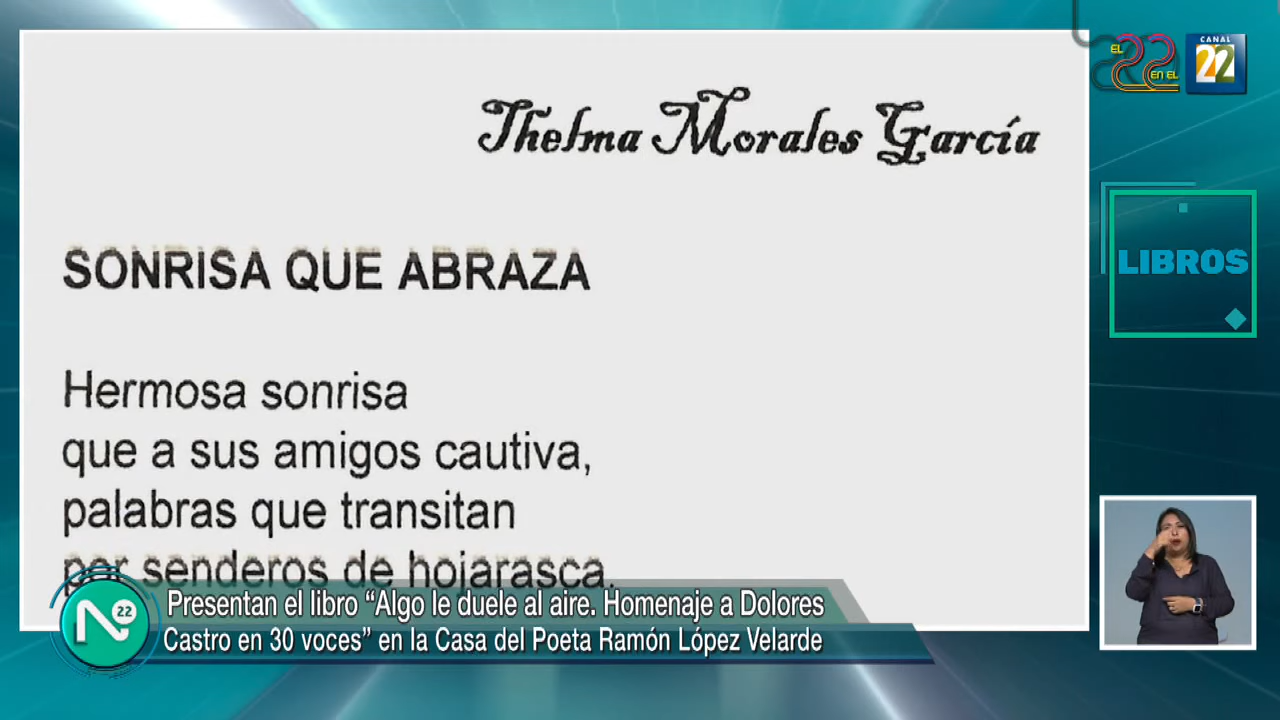 EL 22 EN EL
CANAL 22
Thelma Morales García
SONRISA QUE ABRAZA
LIBROS
Hermosa sonrisa
que a sus amigos cautiva,
palabras que transitan
por senderos de hojarasca.
N 22
Presentan el libro “Algo le duele al aire. Homenaje a Dolores
Castro en 30 voces” en la Casa del Poeta Ramón López Velarde